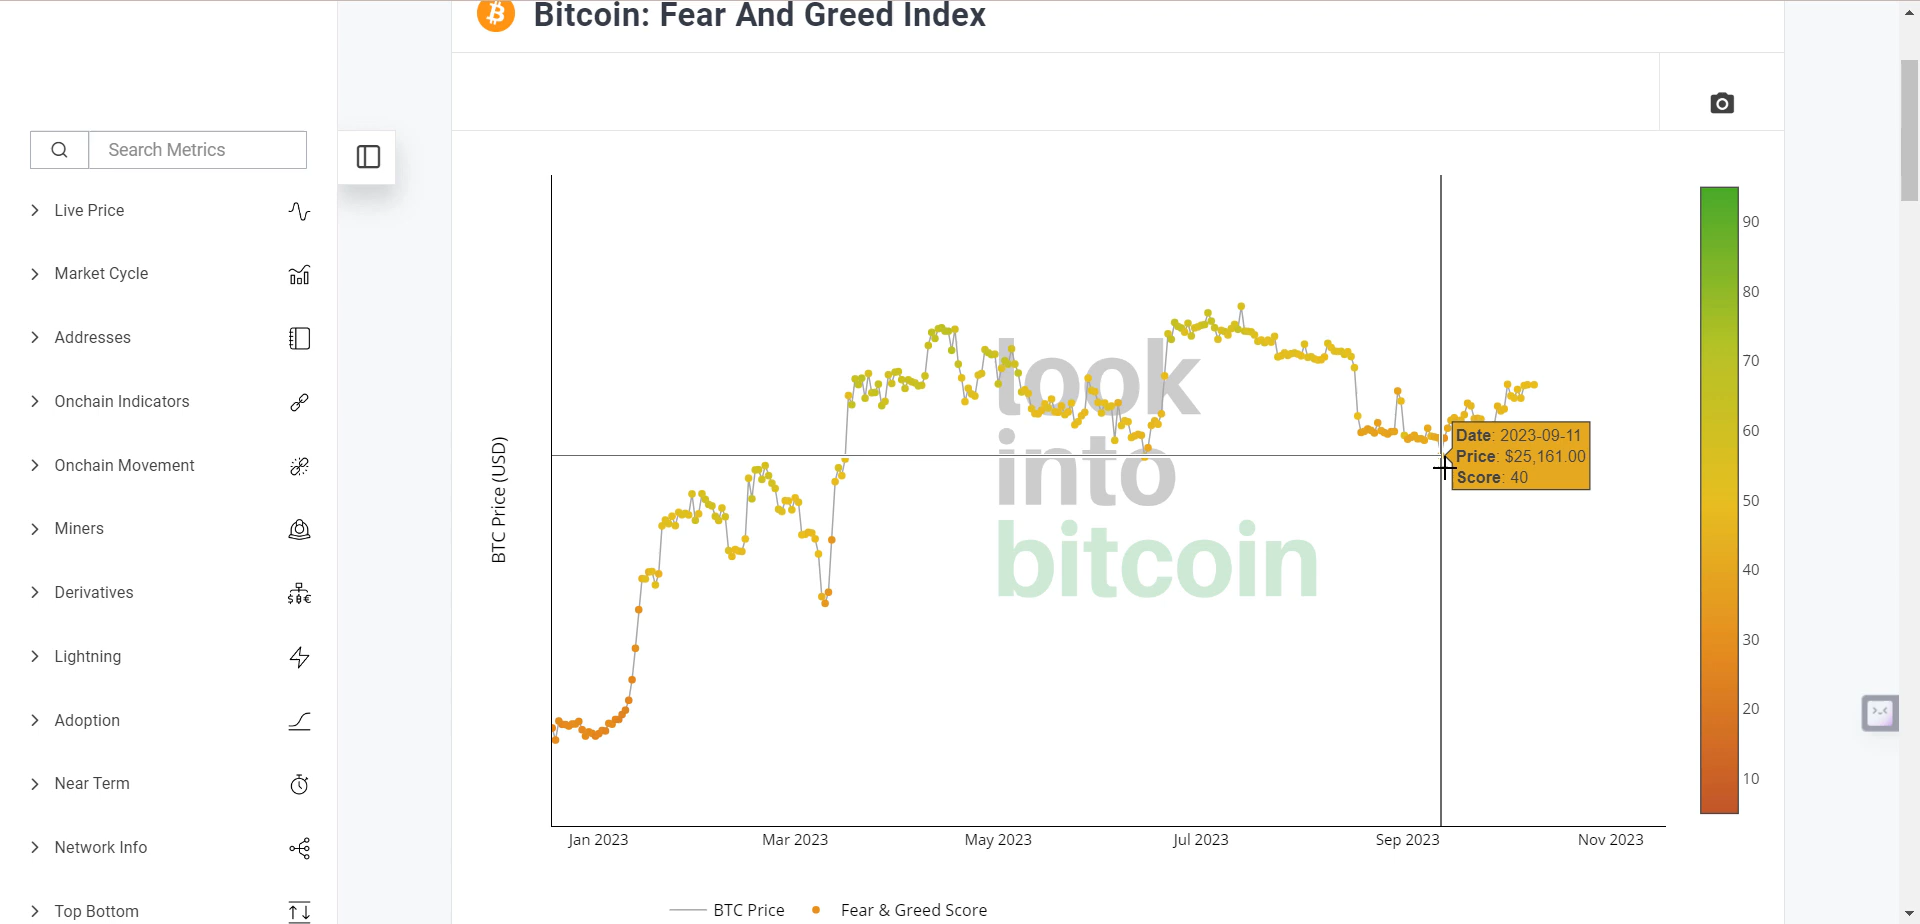 Bitcoin: Fear And Greed Index
Search Metrics
Live Price
Market Cycle
Addresses
Onchain Indicators
Onchain Movement
Miners
Derivatives
Lightning
Adoption
Near Term
Network Info
Top Bottom
BTC Price (USD)
look
into
bitcoin
Date: 2023-09-11
Price: $25,161.00
Score: 40
90
80
70
60
50
40
30
20
10
Jan 2023
Mar 2023
May 2023
Jul 2023
Sep 2023
Nov 2023
BTC Price
Fear & Greed Score